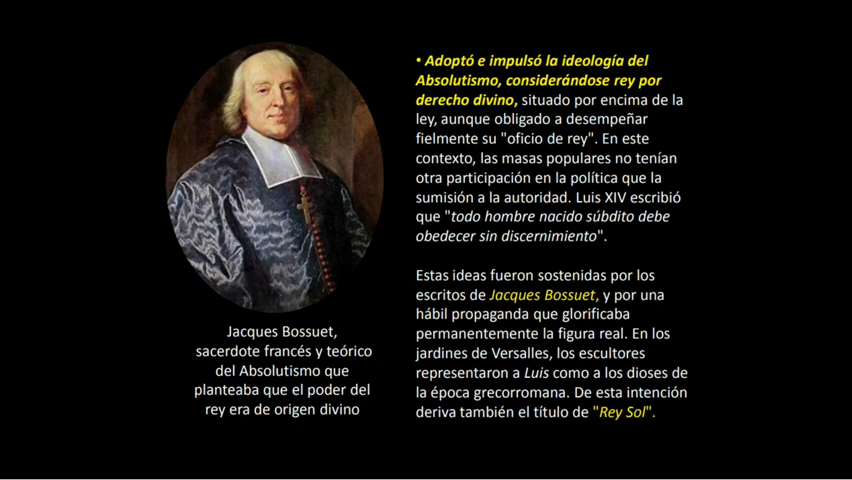 Jacques Bossuet,
sacerdote francés y teórico
del Absolutismo que
planteaba que el poder del
rey era de origen divino
• Adoptó e impulsó la ideología del
Absolutismo, considerándose rey por
derecho divino, situado por encima de la
ley, aunque obligado a desempeñar
fielmente su "oficio de rey". En este
contexto, las masas populares no tenían
otra participación en la política que la
sumisión a la autoridad. Luis XIV escribió
que "todo hombre nacido súbdito debe
obedecer sin discernimiento".
Estas ideas fueron sostenidas por los
escritos de Jacques Bossuet, y por una
hábil propaganda que glorificaba
permanentemente la figura real. En los
jardines de Versalles, los escultores
representaron a Luis como a los dioses de
la época grecorromana. De esta intención
deriva también el título de "Rey Sol".